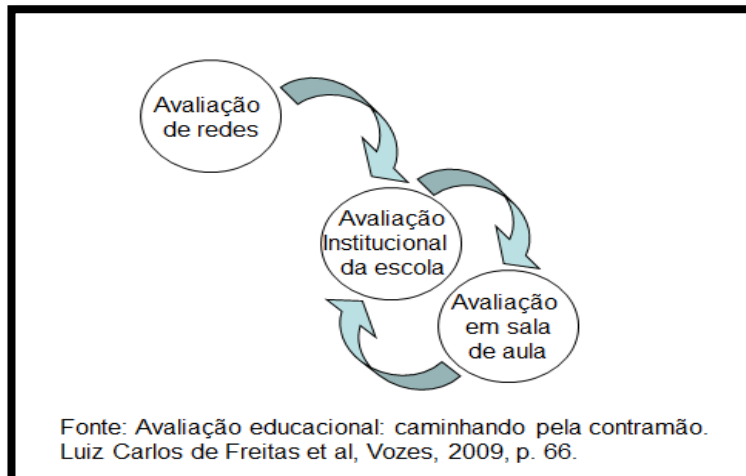 Avaliação
de redes
Avaliação
Institucional
da escola
Avaliação
em sala
de aula
Fonte: Avaliação educacional: caminhando pela contramão.
Luiz Carlos de Freitas et al, Vozes, 2009, p. 66.